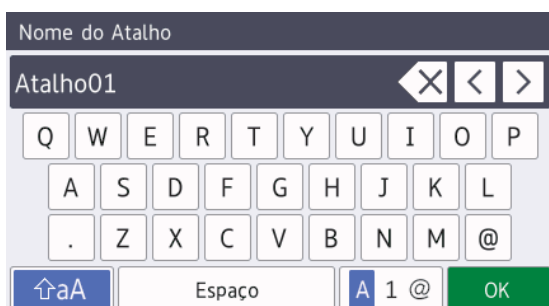 Nome do Atalho
Atalho01
Q W E R T Y U I O P
A S D F G H J K L
. Z X C V B N M @
aA Espaço A 1 @ OK